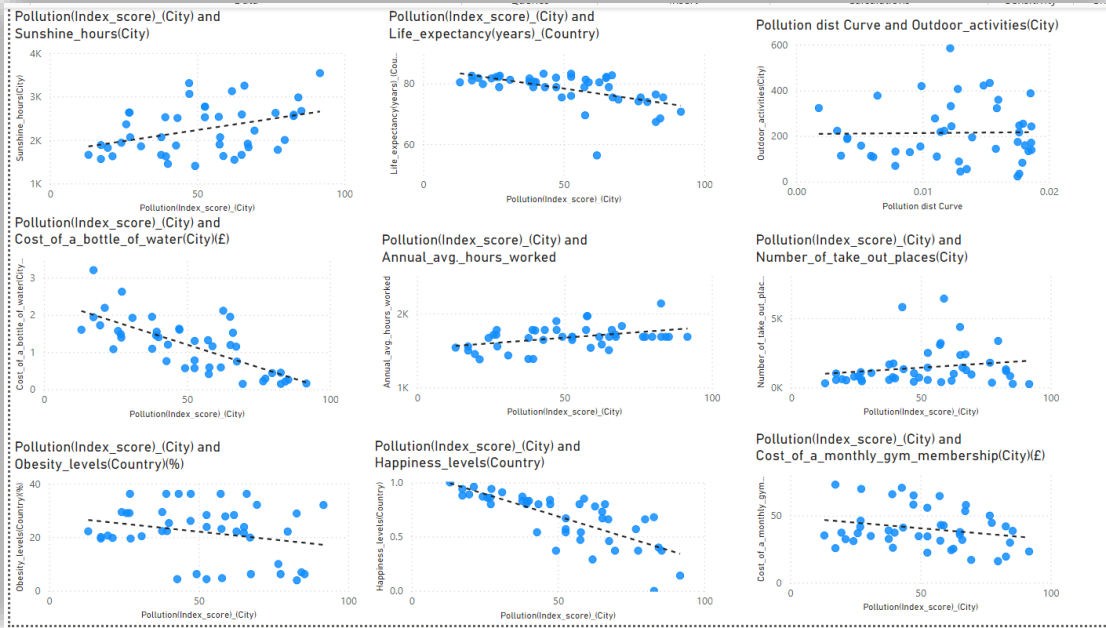 Pollution(Index_score)_(City) and
Sunshine_hours(City)
Sunshine_hours(City)
4K
3K
2K
1K
0
50
100
Pollution(Index_score)_(City)
Pollution(Index_score)_(City) and
Life_expectancy(years)_(Country)
Life_expectancy(years)_(Cou...
80
60
0
50
100
Pollution(Index_score)_(City)
Pollution dist Curve and Outdoor_activities(City)
Outdoor_activities(City)
600
400
200
0
0.00
0.01
0.02
Pollution dist Curve
Pollution(Index_score)_(City) and
Cost_of_a_bottle_of_water(City)(£)
Cost_of_a_bottle_of_water(City...
3
2
1
0
0
50
100
Pollution(Index_score)_(City)
Pollution(Index_score)_(City) and
Annual_avg._hours_worked
Annual_avg._hours_worked
2K
1K
0
50
100
Pollution(Index_score)_(City)
Pollution(Index_score)_(City) and
Number_of_take_out_places(City)
Number_of_take_out_plac...
5K
0K
0
50
100
Pollution(Index_score)_(City)
Pollution(Index_score)_(City) and
Obesity_levels(Country)(%)
Obesity_levels(Country)(%)
40
20
0
0
50
100
Pollution(Index_score)_(City)
Pollution(Index_score)_(City) and
Happiness_levels(Country)
Happiness_levels(Country)
1.0
0.5
0.0
0
50
100
Pollution(Index_score)_(City)
Pollution(Index_score)_(City) and
Cost_of_a_monthly_gym_membership(City)(£)
Cost_of_a_monthly_gym...
50
0
0
50
100
Pollution(Index_score)_(City)